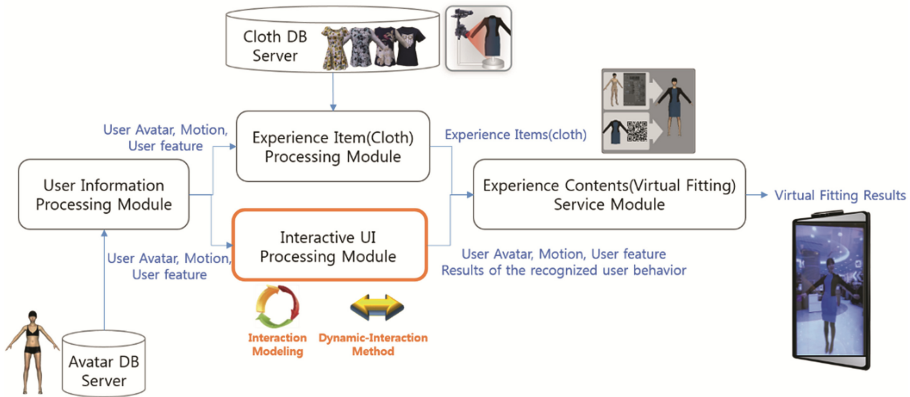 Cloth DB
Server
User Avatar, Motion,
User feature
Experience Item(Cloth)
Processing Module
Experience Items(cloth)
User Information
Processing Module
Experience Contents(Virtual Fitting)
Service Module
Virtual Fitting Results
Interactive UI
Processing Module
User Avatar, Motion,
User feature
User Avatar, Motion, User feature
Results of the recognized user behavior
Interaction
Modeling
Dynamic-Interaction
Method
Avatar DB
Server